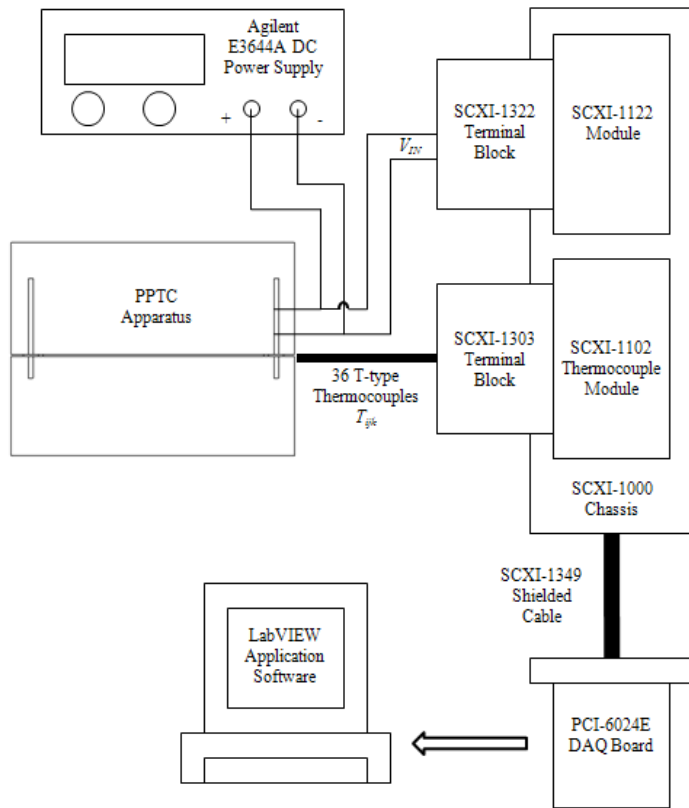 Agilent
E3644A DC
Power Supply
+ -
SCXI-1322
Terminal
Block
SCXI-1122
Module
V_IN
PPTC
Apparatus
SCXI-1303
Terminal
Block
SCXI-1102
Thermocouple
Module
36 T-type
Thermocouples
T_ijk
SCXI-1000
Chassis
SCXI-1349
Shielded
Cable
LabVIEW
Application
Software
PCI-6024E
DAQ Board